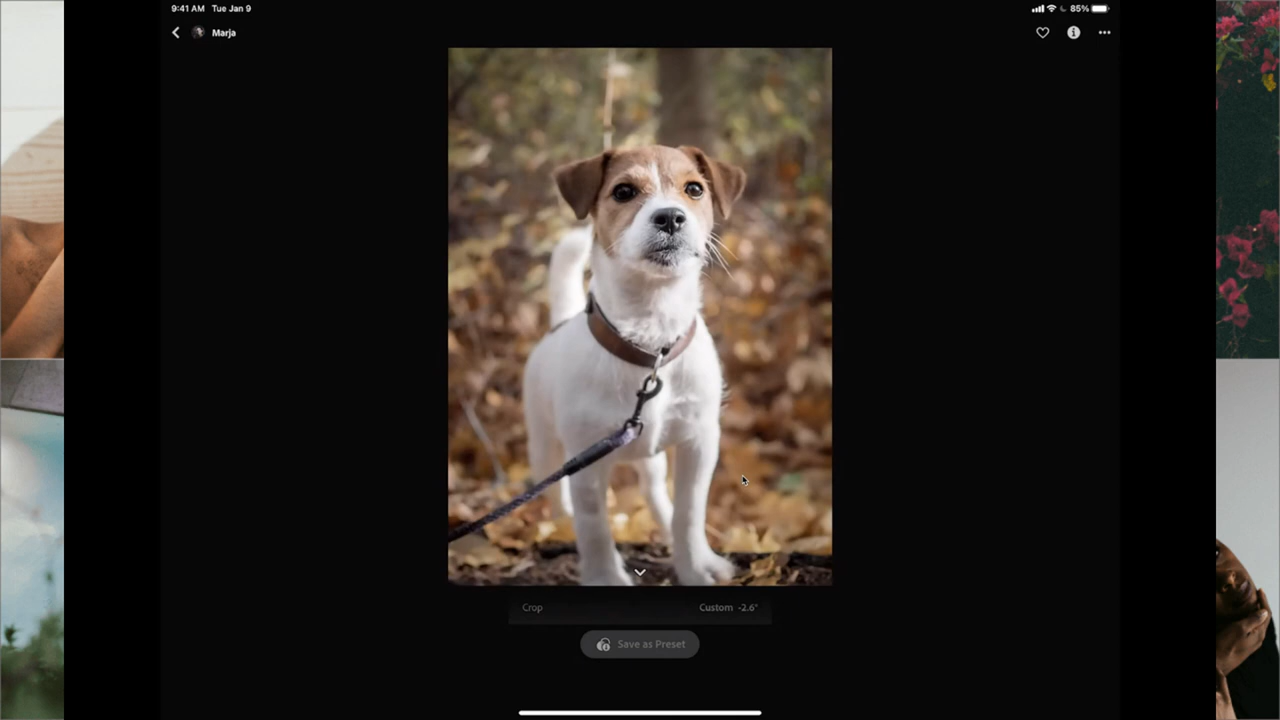 9:41 AM Tue Jan 9
85%
Marja
Crop
Custom -2.6°
Save as Preset